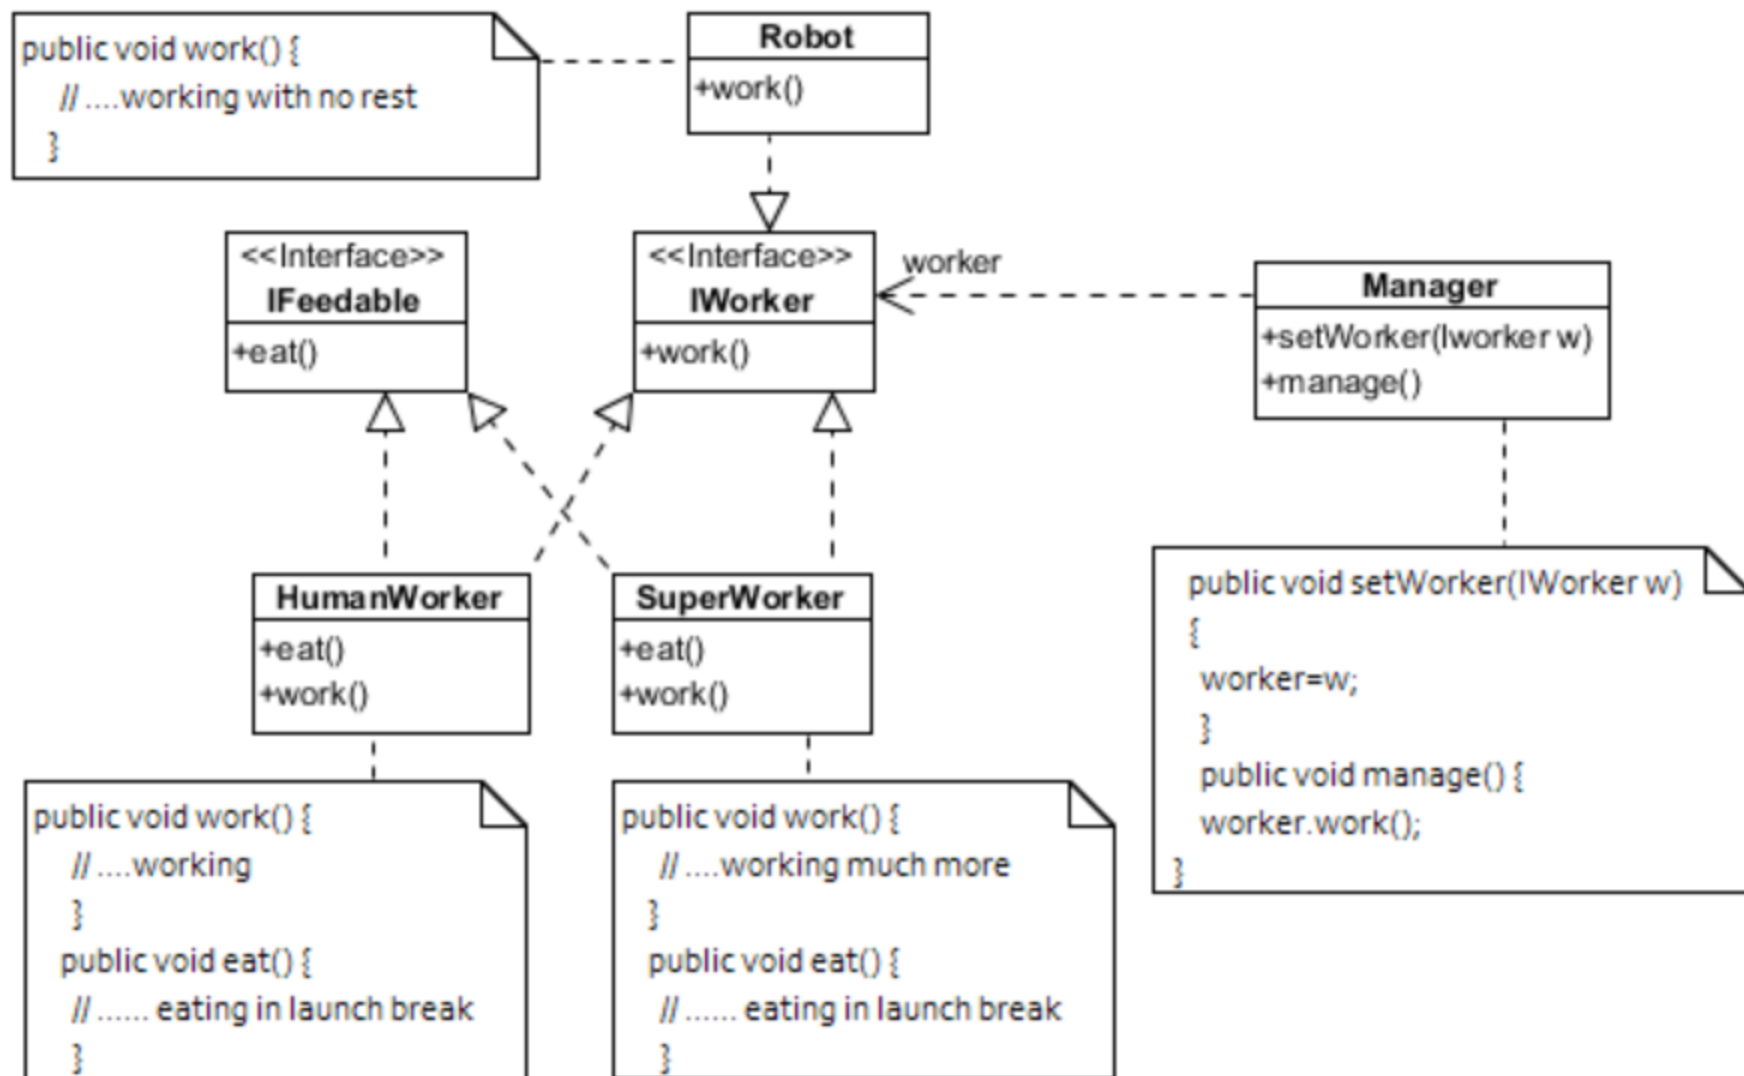 public void work() {
// ....working with no rest
}
Robot
+work()
<<Interface>>
IFeedable
+eat()
<<Interface>>
IWorker
+work()
worker
Manager
+setWorker(Iworker w)
+manage()
HumanWorker
+eat()
+work()
SuperWorker
+eat()
+work()
public void setWorker(IWorker w)
{
worker=w;
}
public void manage() {
worker.work();
}
public void work() {
// ....working
}
public void eat() {
// ...... eating in launch break
}
public void work() {
// ....working much more
}
public void eat() {
// ...... eating in launch break
}